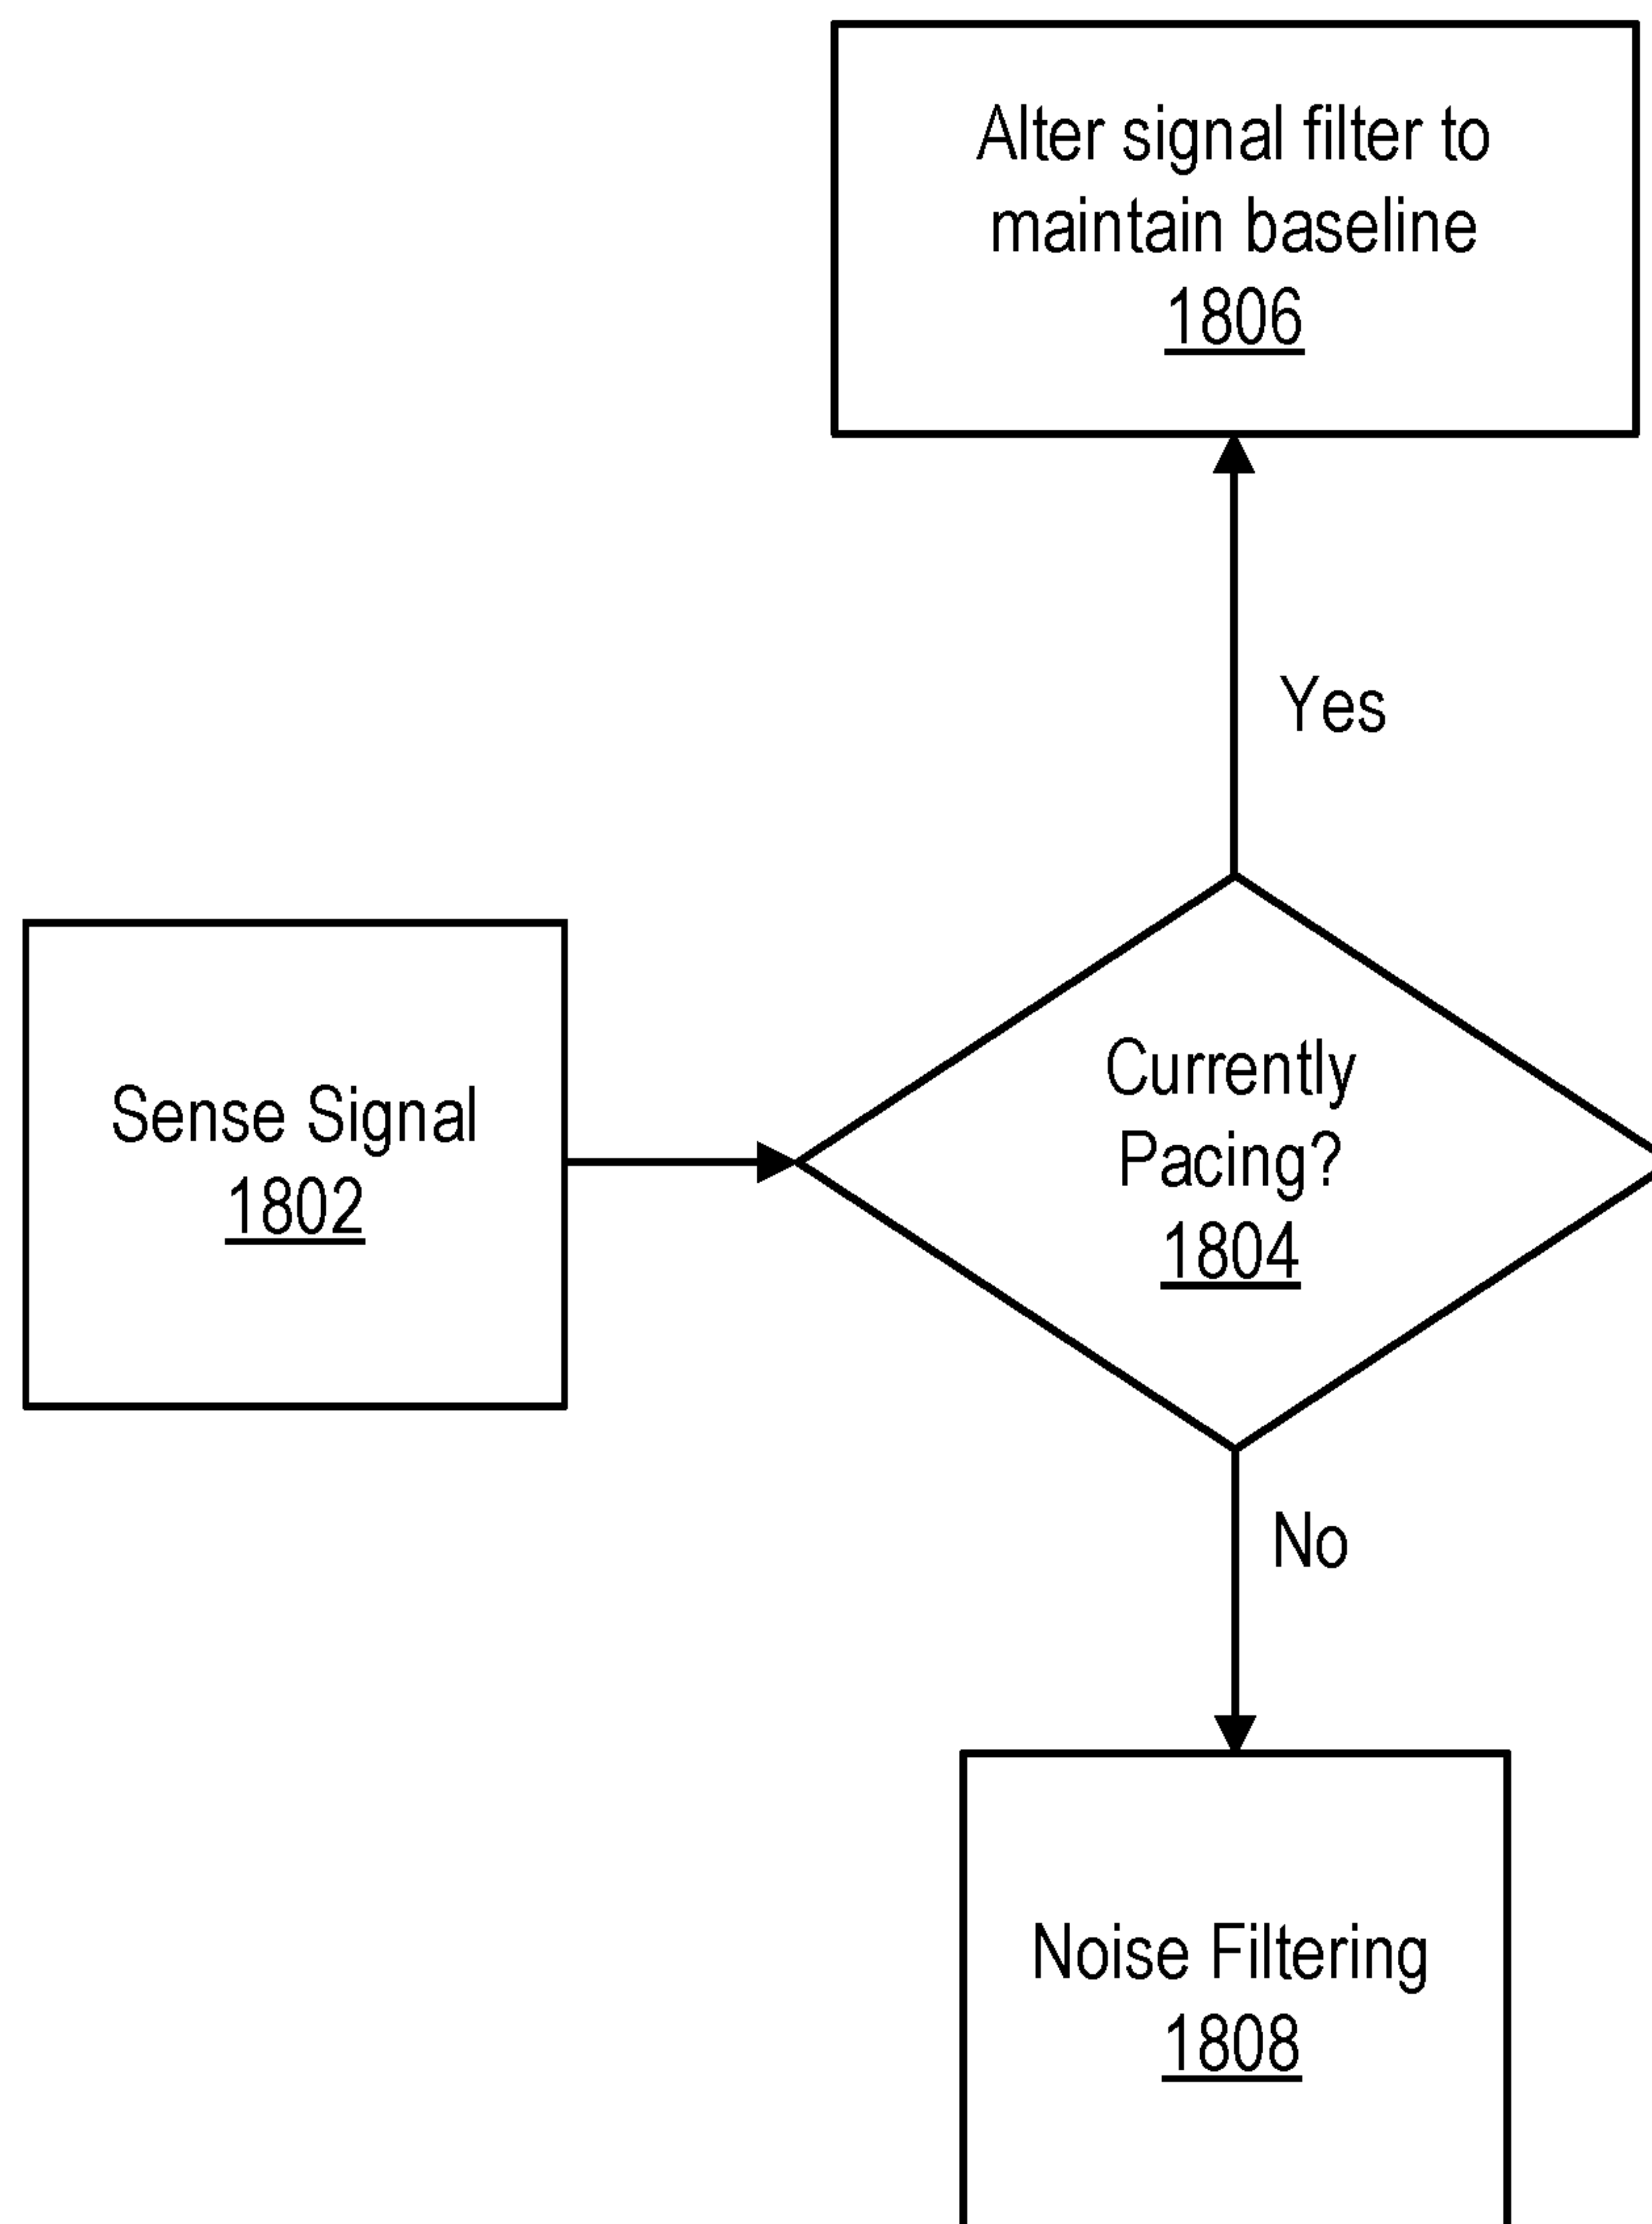 Alter signal filter to
maintain baseline
1806
Yes
Sense Signal
1802
Currently
Pacing?
1804
No
Noise Filtering
1808